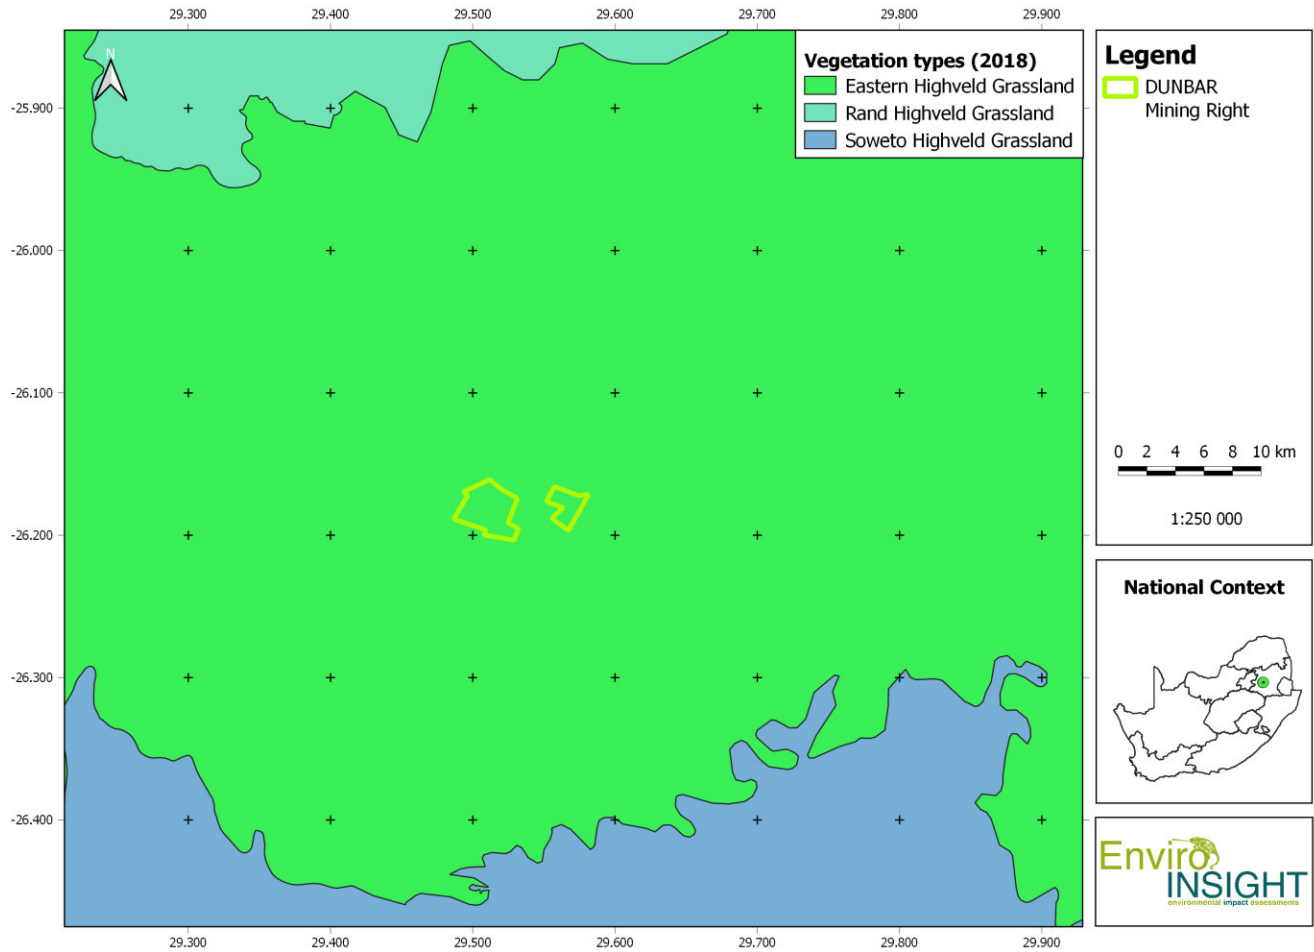 29.300 29.400 29.500 29.600 29.700 29.800 29.900
N
-25.900
-26.000
-26.100
-26.200
-26.300
-26.400
Vegetation types (2018)
Eastern Highveld Grassland
Rand Highveld Grassland
Soweto Highveld Grassland
29.300 29.400 29.500 29.600 29.700 29.800 29.900
Legend
DUNBAR
Mining Right
0 2 4 6 8 10 km
1:250 000
National Context
Enviro
INSIGHT
environmental impact assessments